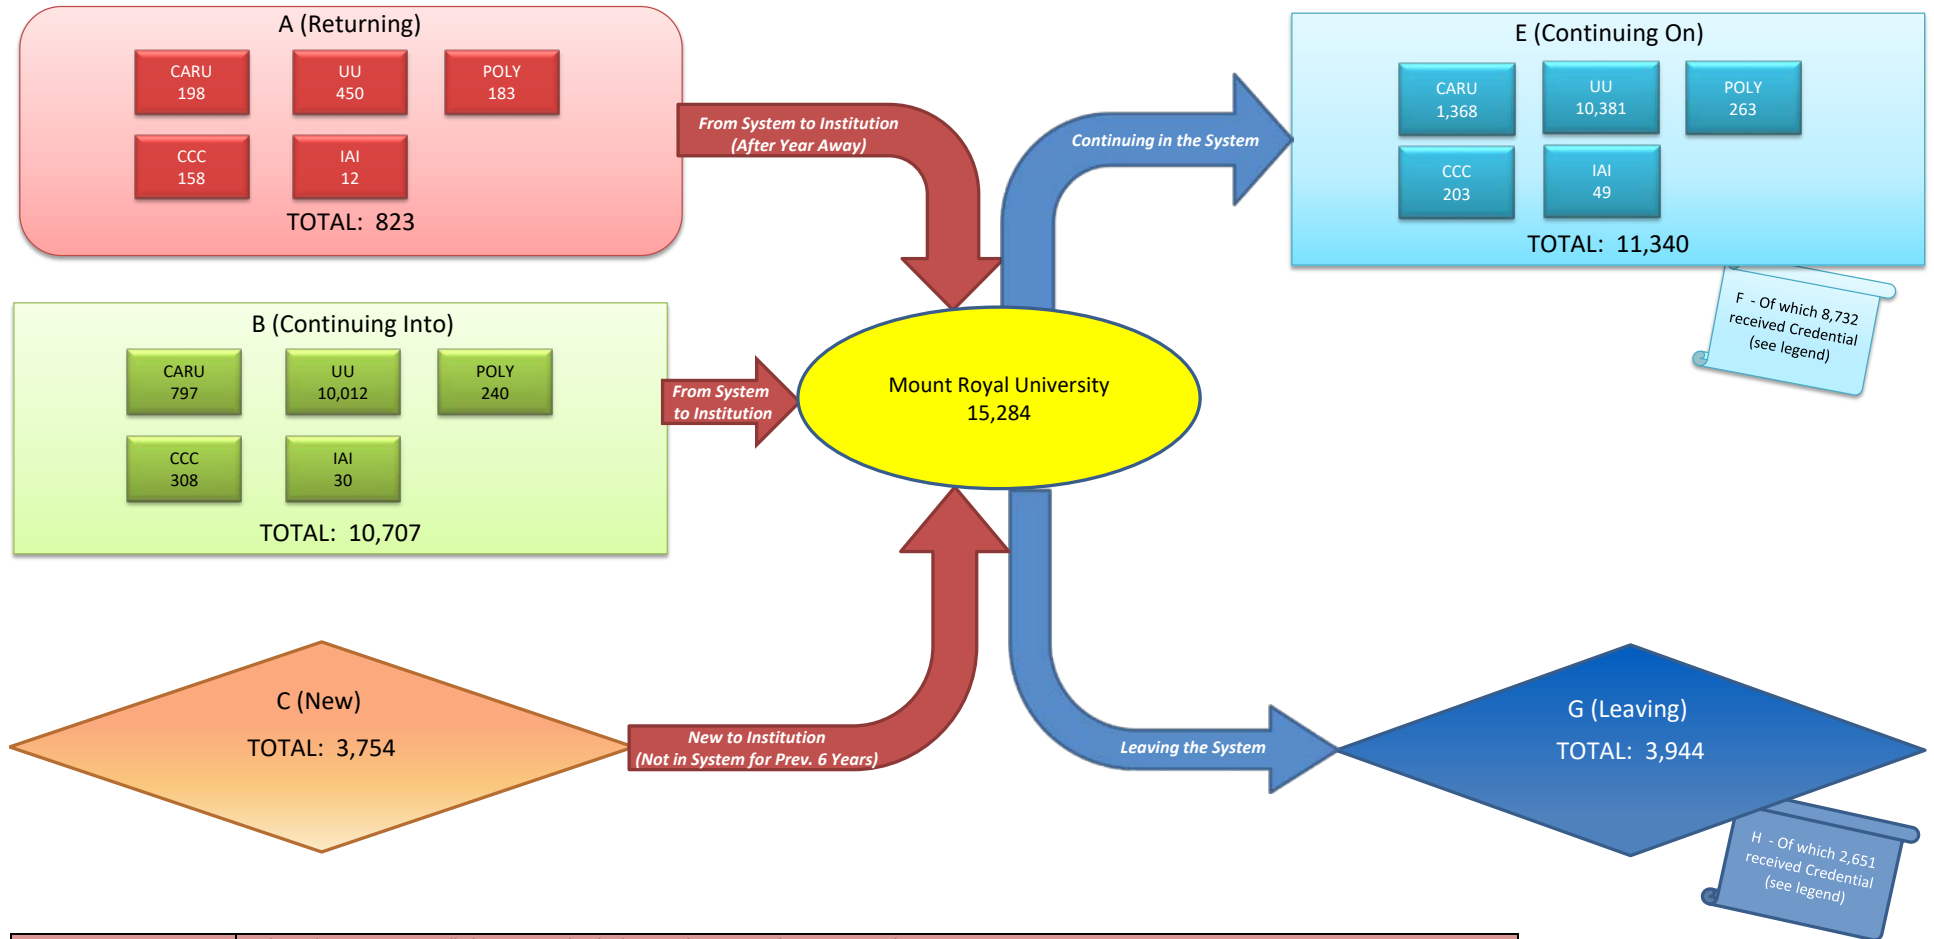 A (Returning)
CARU
198
UU
450
POLY
183
CCC
158
IAI
12
TOTAL: 823
From System to Institution
(After Year Away)
Continuing in the System
E (Continuing On)
CARU
1,368
UU
10,381
POLY
263
CCC
203
IAI
49
TOTAL: 11,340
F - Of which 8,732
received Credential
(see legend)
B (Continuing Into)
CARU
797
UU
10,012
POLY
240
CCC
308
IAI
30
TOTAL: 10,707
From System
to Institution
Mount Royal University
15,284
C (New)
TOTAL: 3,754
New to Institution
(Not in System for Prev. 6 Years)
Leaving the System
G (Leaving)
TOTAL: 3,944
H - Of which 2,651
received Credential
(see legend)